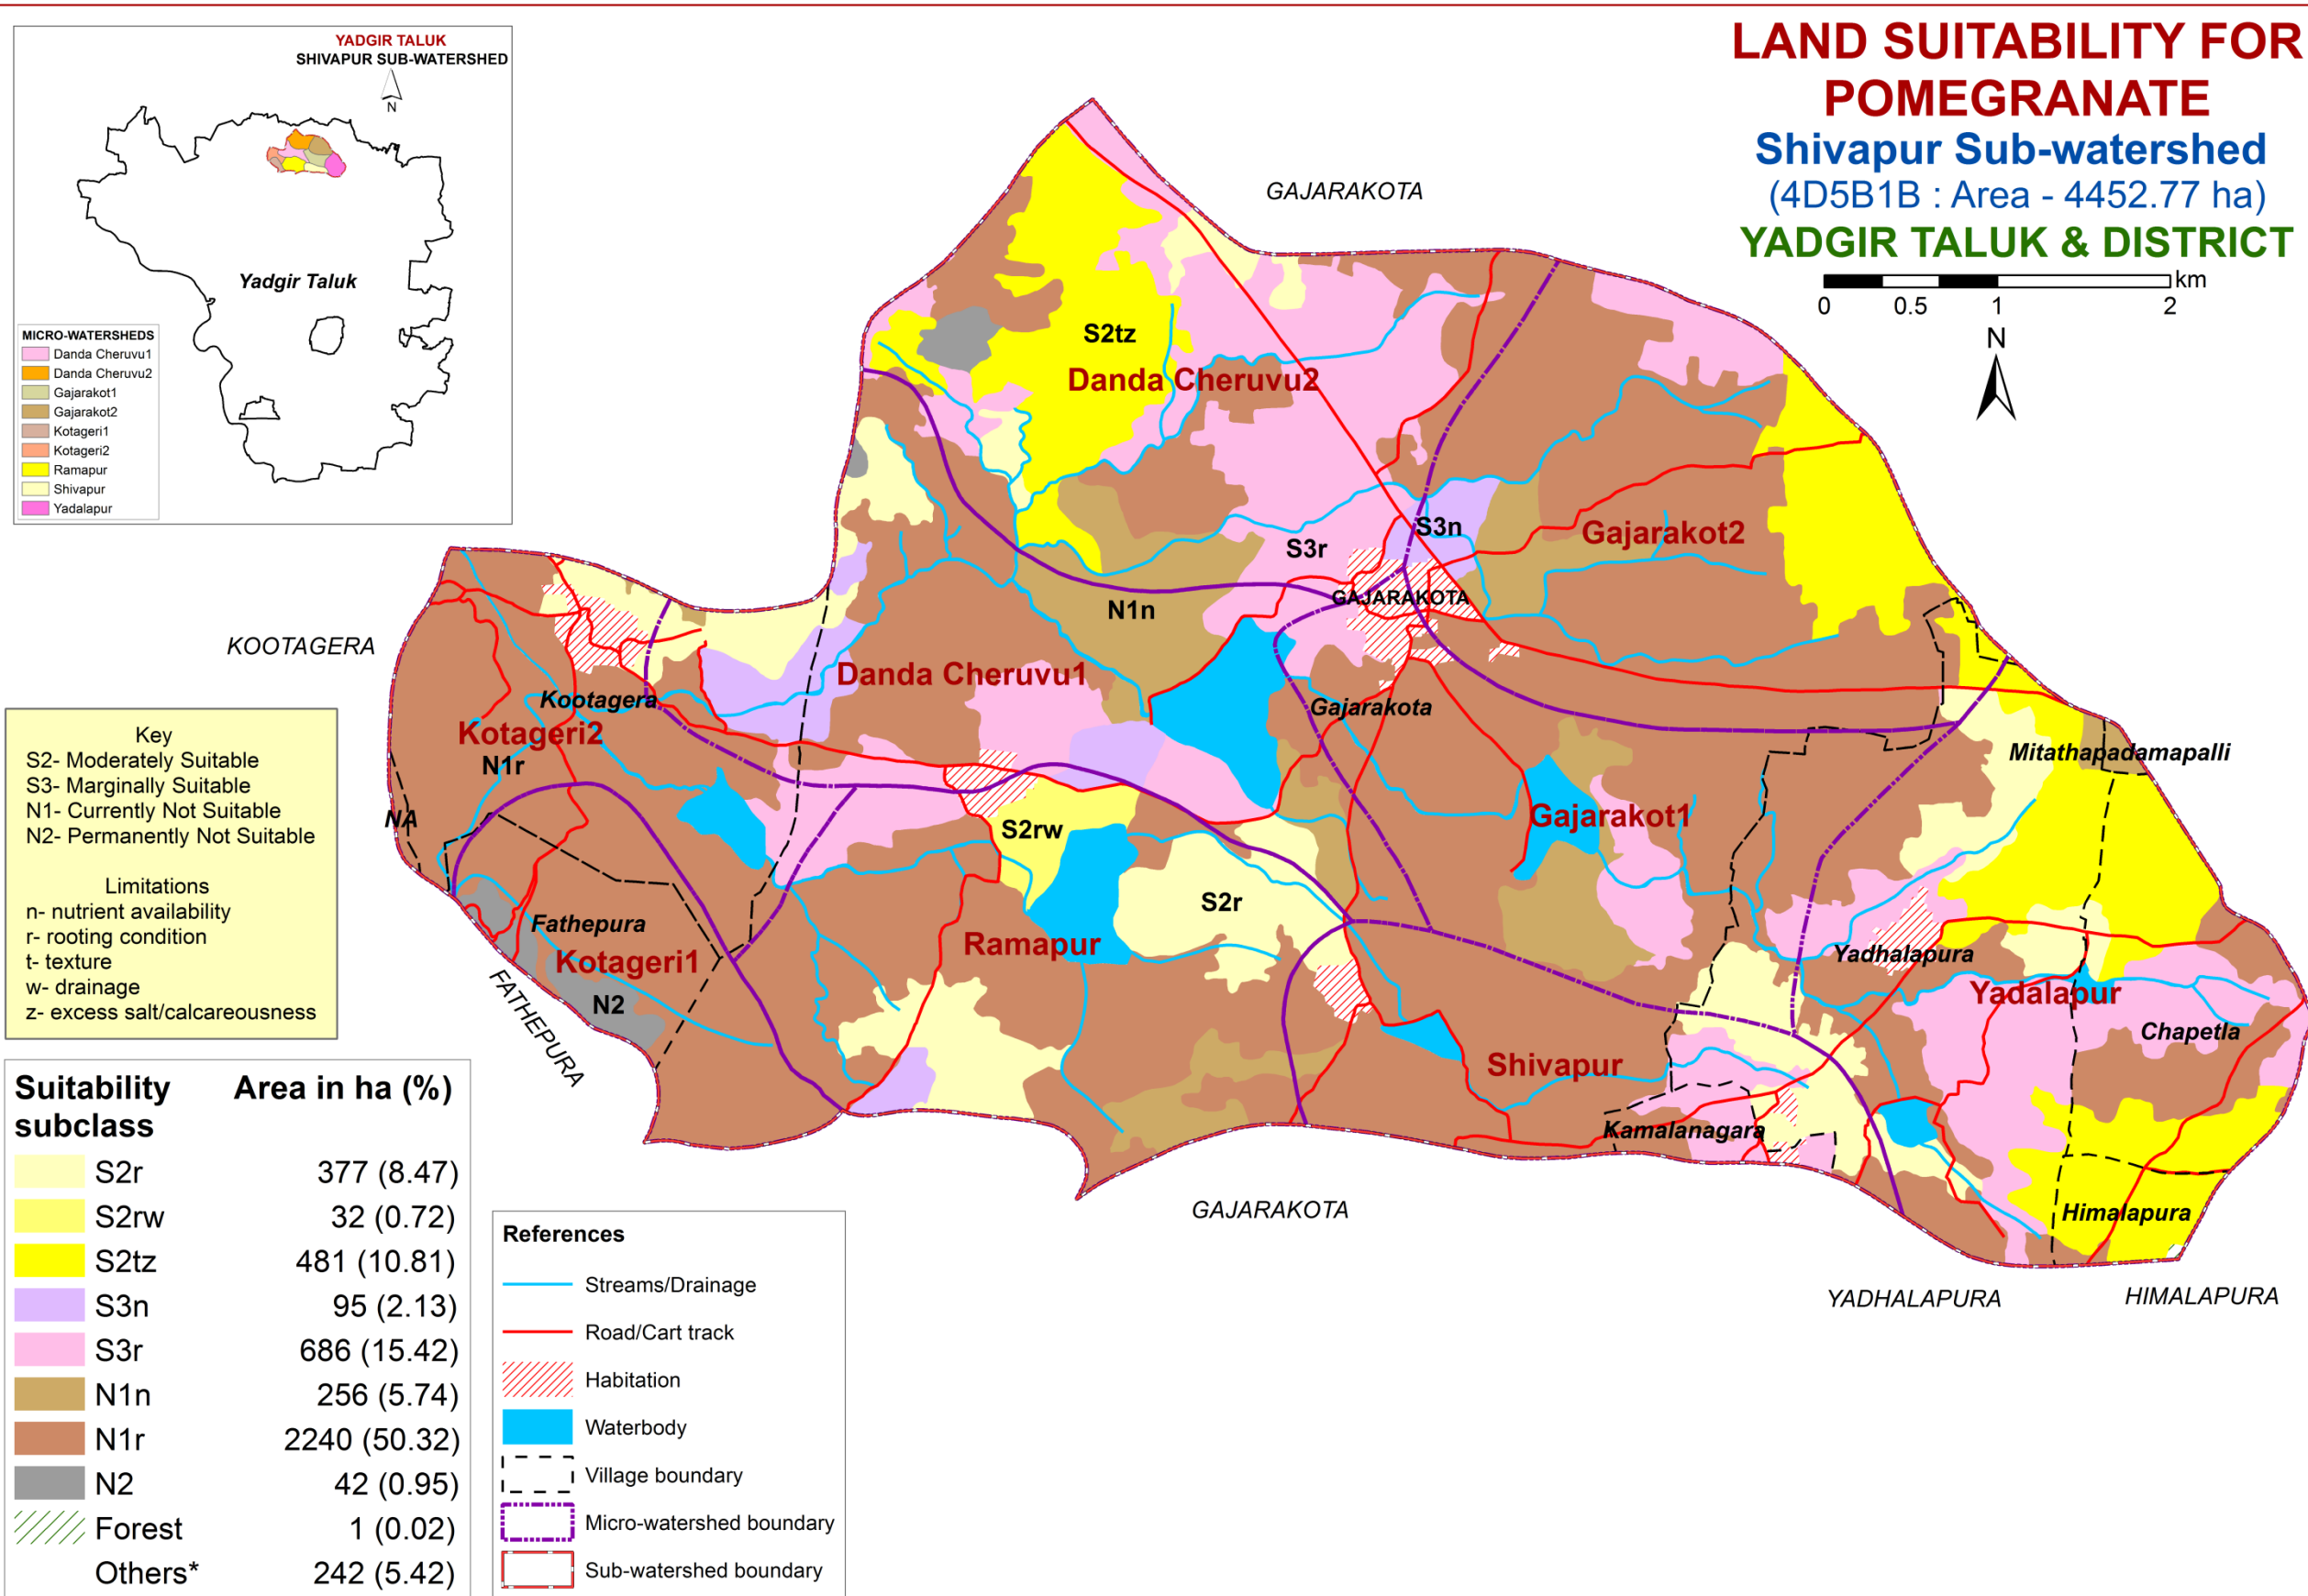 LAND SUITABILITY FOR
POMEGRANATE
Shivapur Sub-watershed
(4D5B1B : Area - 4452.77 ha)
YADGIR TALUK & DISTRICT
km
0 0.5 1 2
N
YADGIR TALUK
SHIVAPUR SUB-WATERSHED
N
Yadgir Taluk
MICRO-WATERSHEDS
Danda Cheruvu1
Danda Cheruvu2
Gajarakot1
Gajarakot2
Kotageri1
Kotageri2
Ramapur
Shivapur
Yadalapur
GAJARAKOTA
S2tz
Danda Cheruvu2
S3n
Gajarakot2
S3r
GAJARAKOTA
N1n
KOOTAGERA
Danda Cheruvu1
Kootagera
Gajarakota
Kotageri2
N1r
Mitathapadamapalli
NA
Gajarakot1
S2rw
S2r
Fathepura
Ramapur
Kotageri1
Yadhalapura
Yadalapur
N2
FATHEPURA
Chapetla
Shivapur
Kamalanagara
GAJARAKOTA
Himalapura
YADHALAPURA
HIMALAPURA
Key
S2- Moderately Suitable
S3- Marginally Suitable
N1- Currently Not Suitable
N2- Permanently Not Suitable
Limitations
n- nutrient availability
r- rooting condition
t- texture
w- drainage
z- excess salt/calcareousness
Suitability subclass Area in ha (%)
S2r 377 (8.47)
S2rw 32 (0.72)
S2tz 481 (10.81)
S3n 95 (2.13)
S3r 686 (15.42)
N1n 256 (5.74)
N1r 2240 (50.32)
N2 42 (0.95)
Forest 1 (0.02)
Others* 242 (5.42)
References
Streams/Drainage
Road/Cart track
Habitation
Waterbody
Village boundary
Micro-watershed boundary
Sub-watershed boundary